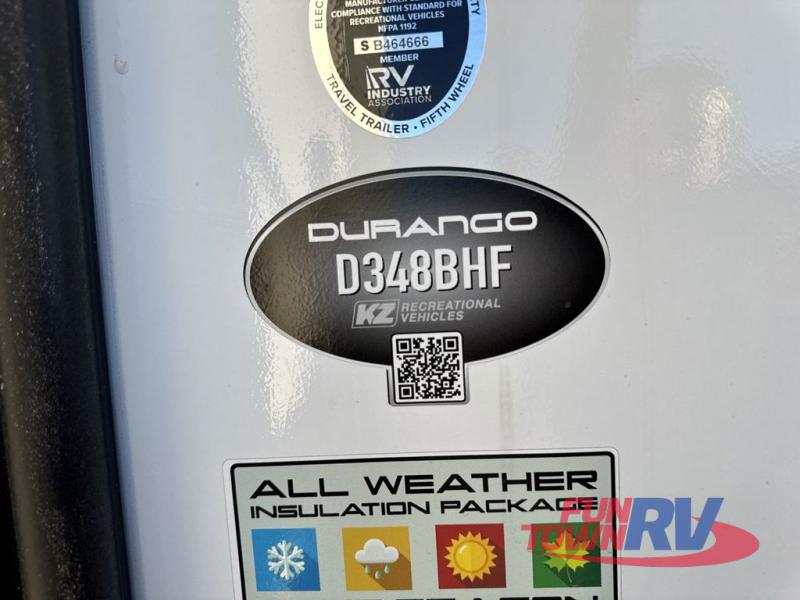 ELEC
MANUFACTURER
COMPLIANCE WITH STANDARD FOR
RECREATIONAL VEHICLES
NFPA 1192
S B464666
MEMBER
RV
INDUSTRY
ASSOCIATION
TRAVEL TRAILER • FIFTH WHEEL
DURANGO
D348BHF
KZ RECREATIONAL
VEHICLES
ALL WEATHER
INSULATION PACKAGE
FUN
TOWN RV